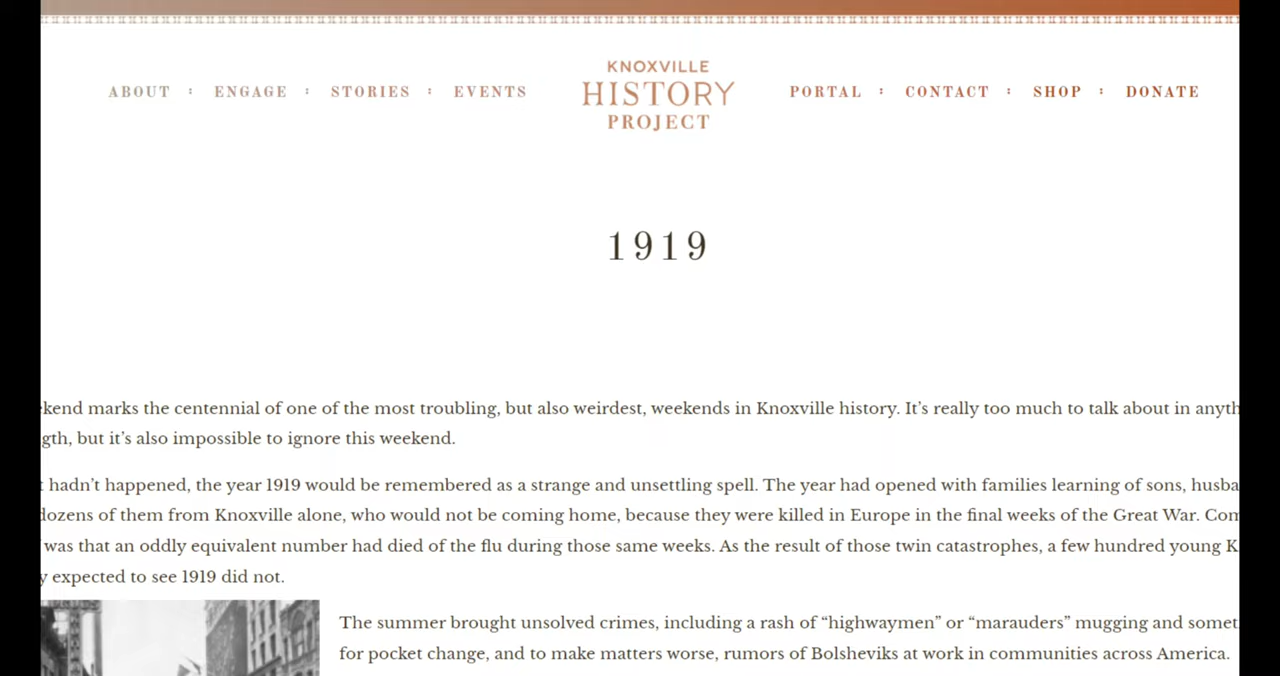 ABOUT : ENGAGE : STORIES : EVENTS
KNOXVILLE
HISTORY
PROJECT
PORTAL : CONTACT : SHOP : DONATE
1919
marks the centennial of one of the most troubling, but also weirdest, weekends in Knoxville history. It’s really too much to talk about in
but it’s also impossible to ignore this weekend.
hadn’t happened, the year 1919 would be remembered as a strange and unsettling spell. The year had opened with families learning of sons,
dozens of them from Knoxville alone, who would not be coming home, because they were killed in Europe in the final weeks of the Great War.
was that an oddly equivalent number had died of the flu during those same weeks. As the result of those twin catastrophes, a few hundred young
expected to see 1919 did not.
The summer brought unsolved crimes, including a rash of “highwaymen” or “marauders” mugging and
for pocket change, and to make matters worse, rumors of Bolsheviks at work in communities across America.